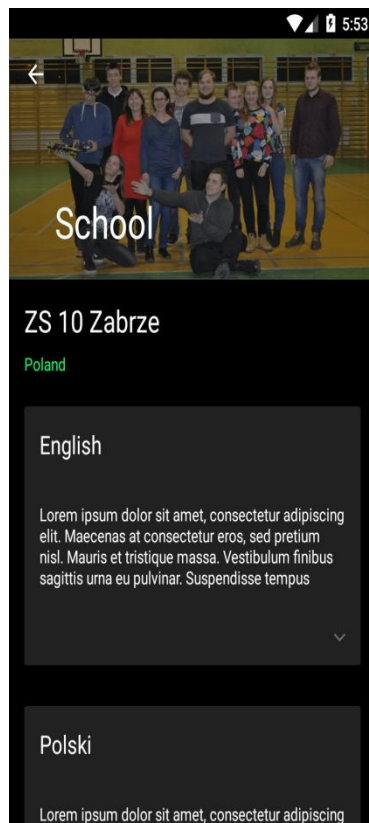 5:53
School
ZS 10 Zabrze
Poland
English
Lorem ipsum dolor sit amet, consectetur adipiscing
elit. Maecenas at consectetur eros, sed pretium
nisl. Mauris et tristique massa. Vestibulum finibus
sagittis urna eu pulvinar. Suspendisse tempus
Polski
Lorem ipsum dolor sit amet, consectetur adipiscing